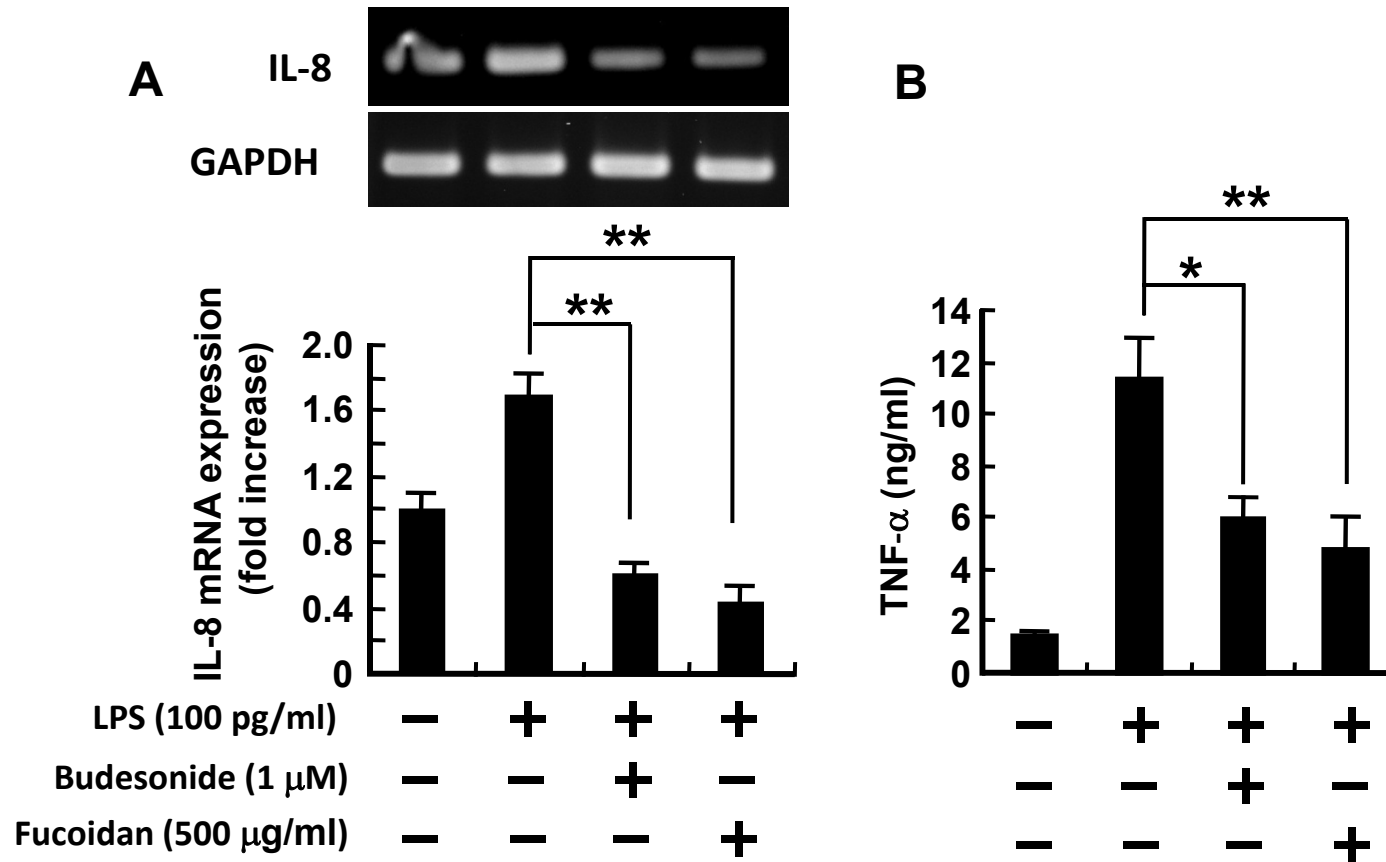 A
IL-8
GAPDH
B
**
**
**
*
IL-8 mRNA expression
(fold increase)
2.0
1.6
1.2
0.8
0.4
0
TNF-α (ng/ml)
14
12
10
8
6
4
2
0
LPS (100 pg/ml) − + + + − + + +
Budesonide (1 μM) − − + − − − + −
Fucoidan (500 μg/ml) − − − + − − − +